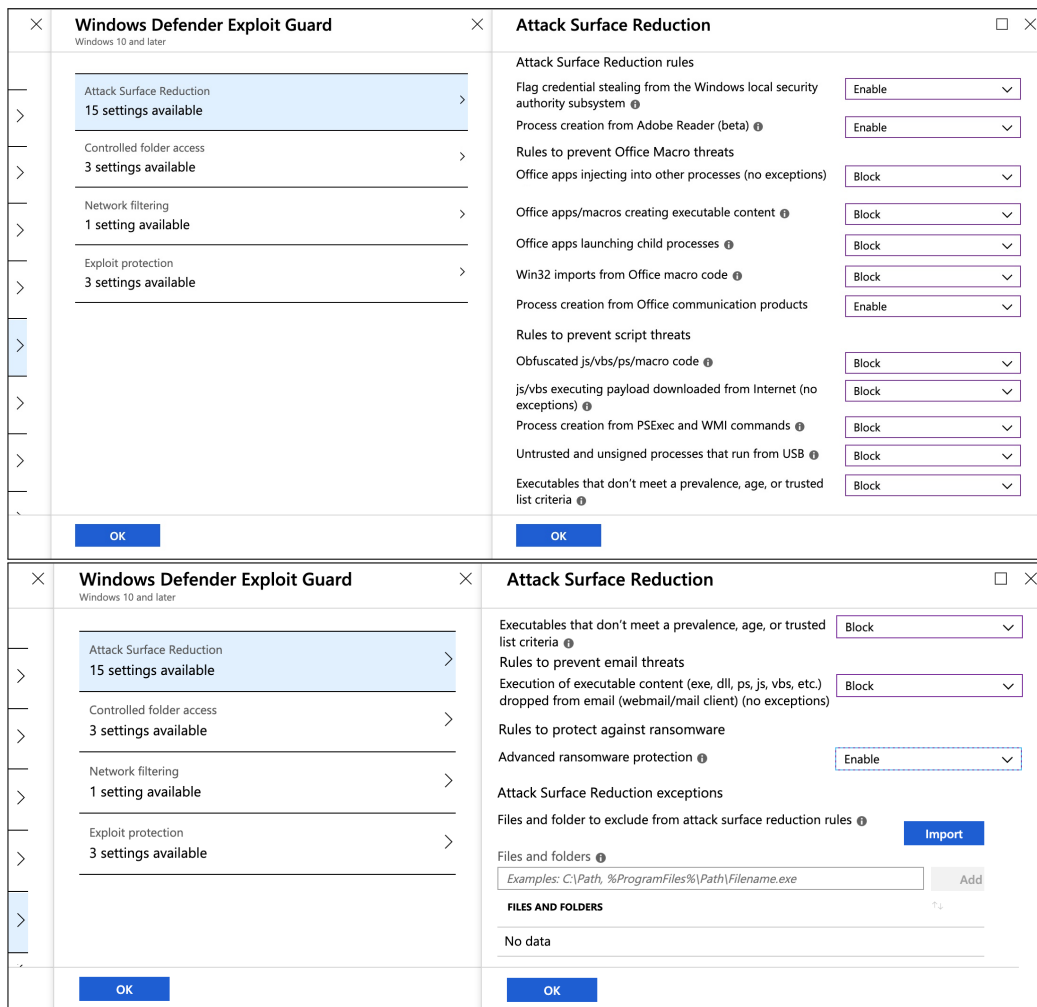 Windows Defender Exploit Guard
Windows 10 and later
Attack Surface Reduction
15 settings available
Controlled folder access
3 settings available
Network filtering
1 setting available
Exploit protection
3 settings available
OK
Attack Surface Reduction
Attack Surface Reduction rules
Flag credential stealing from the Windows local security
authority subsystem
Enable
Process creation from Adobe Reader (beta)
Enable
Rules to prevent Office Macro threats
Office apps injecting into other processes (no exceptions)
Block
Office apps/macros creating executable content
Block
Office apps launching child processes
Block
Win32 imports from Office macro code
Block
Process creation from Office communication products
Enable
Rules to prevent script threats
Obfuscated js/vbs/ps/macro code
Block
js/vbs executing payload downloaded from Internet (no
exceptions)
Block
Process creation from PSExec and WMI commands
Block
Untrusted and unsigned processes that run from USB
Block
Executables that don't meet a prevalence, age, or trusted
list criteria
Block
OK
Windows Defender Exploit Guard
Windows 10 and later
Attack Surface Reduction
15 settings available
Controlled folder access
3 settings available
Network filtering
1 setting available
Exploit protection
3 settings available
OK
Attack Surface Reduction
Executables that don't meet a prevalence, age, or trusted
list criteria
Block
Rules to prevent email threats
Execution of executable content (exe, dll, ps, js, vbs, etc.)
dropped from email (webmail/mail client) (no exceptions)
Block
Rules to protect against ransomware
Advanced ransomware protection
Enable
Attack Surface Reduction exceptions
Files and folder to exclude from attack surface reduction rules
Import
Files and folders
Examples: C:\Path, %ProgramFiles%\Path\Filename.exe
Add
FILES AND FOLDERS
No data
OK